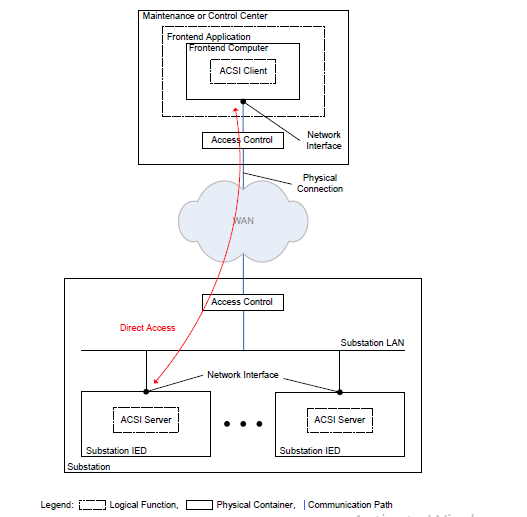 Maintenance or Control Center
Frontend Application
Frontend Computer
ACSI Client
Access Control
Network
Interface
Physical
Connection
WAN
Access Control
Direct Access
Substation LAN
Network Interface
ACSI Server
ACSI Server
Substation IED
Substation IED
Substation
Legend: Logical Function, Physical Container, Communication Path